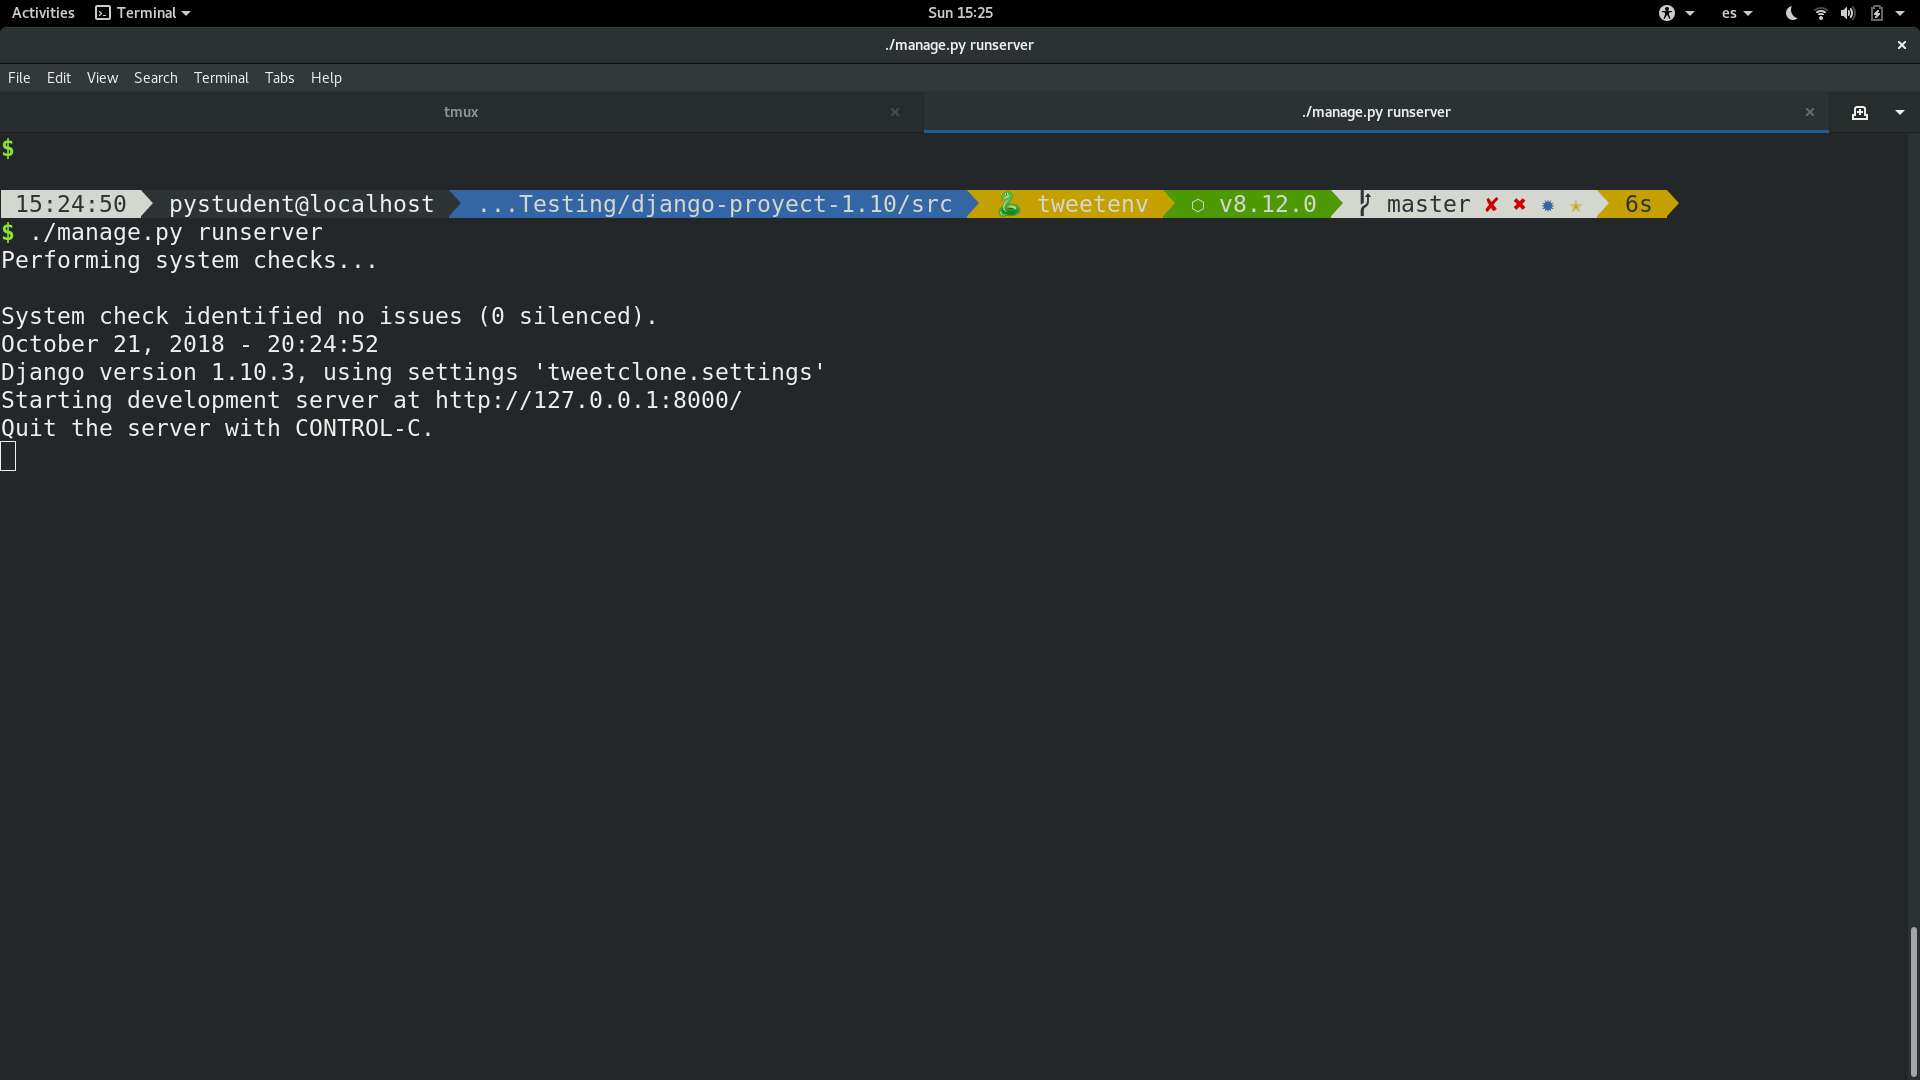 Activities Terminal Sun 15:25 es
./manage.py runserver
File Edit View Search Terminal Tabs Help
tmux ./manage.py runserver
$
15:24:50 pystudent@localhost ...Testing/django-proyect-1.10/src tweetenv v8.12.0 master ✘ ✖ ✹ ★ 6s
$ ./manage.py runserver
Performing system checks...
System check identified no issues (0 silenced).
October 21, 2018 - 20:24:52
Django version 1.10.3, using settings 'tweetclone.settings'
Starting development server at http://127.0.0.1:8000/
Quit the server with CONTROL-C.